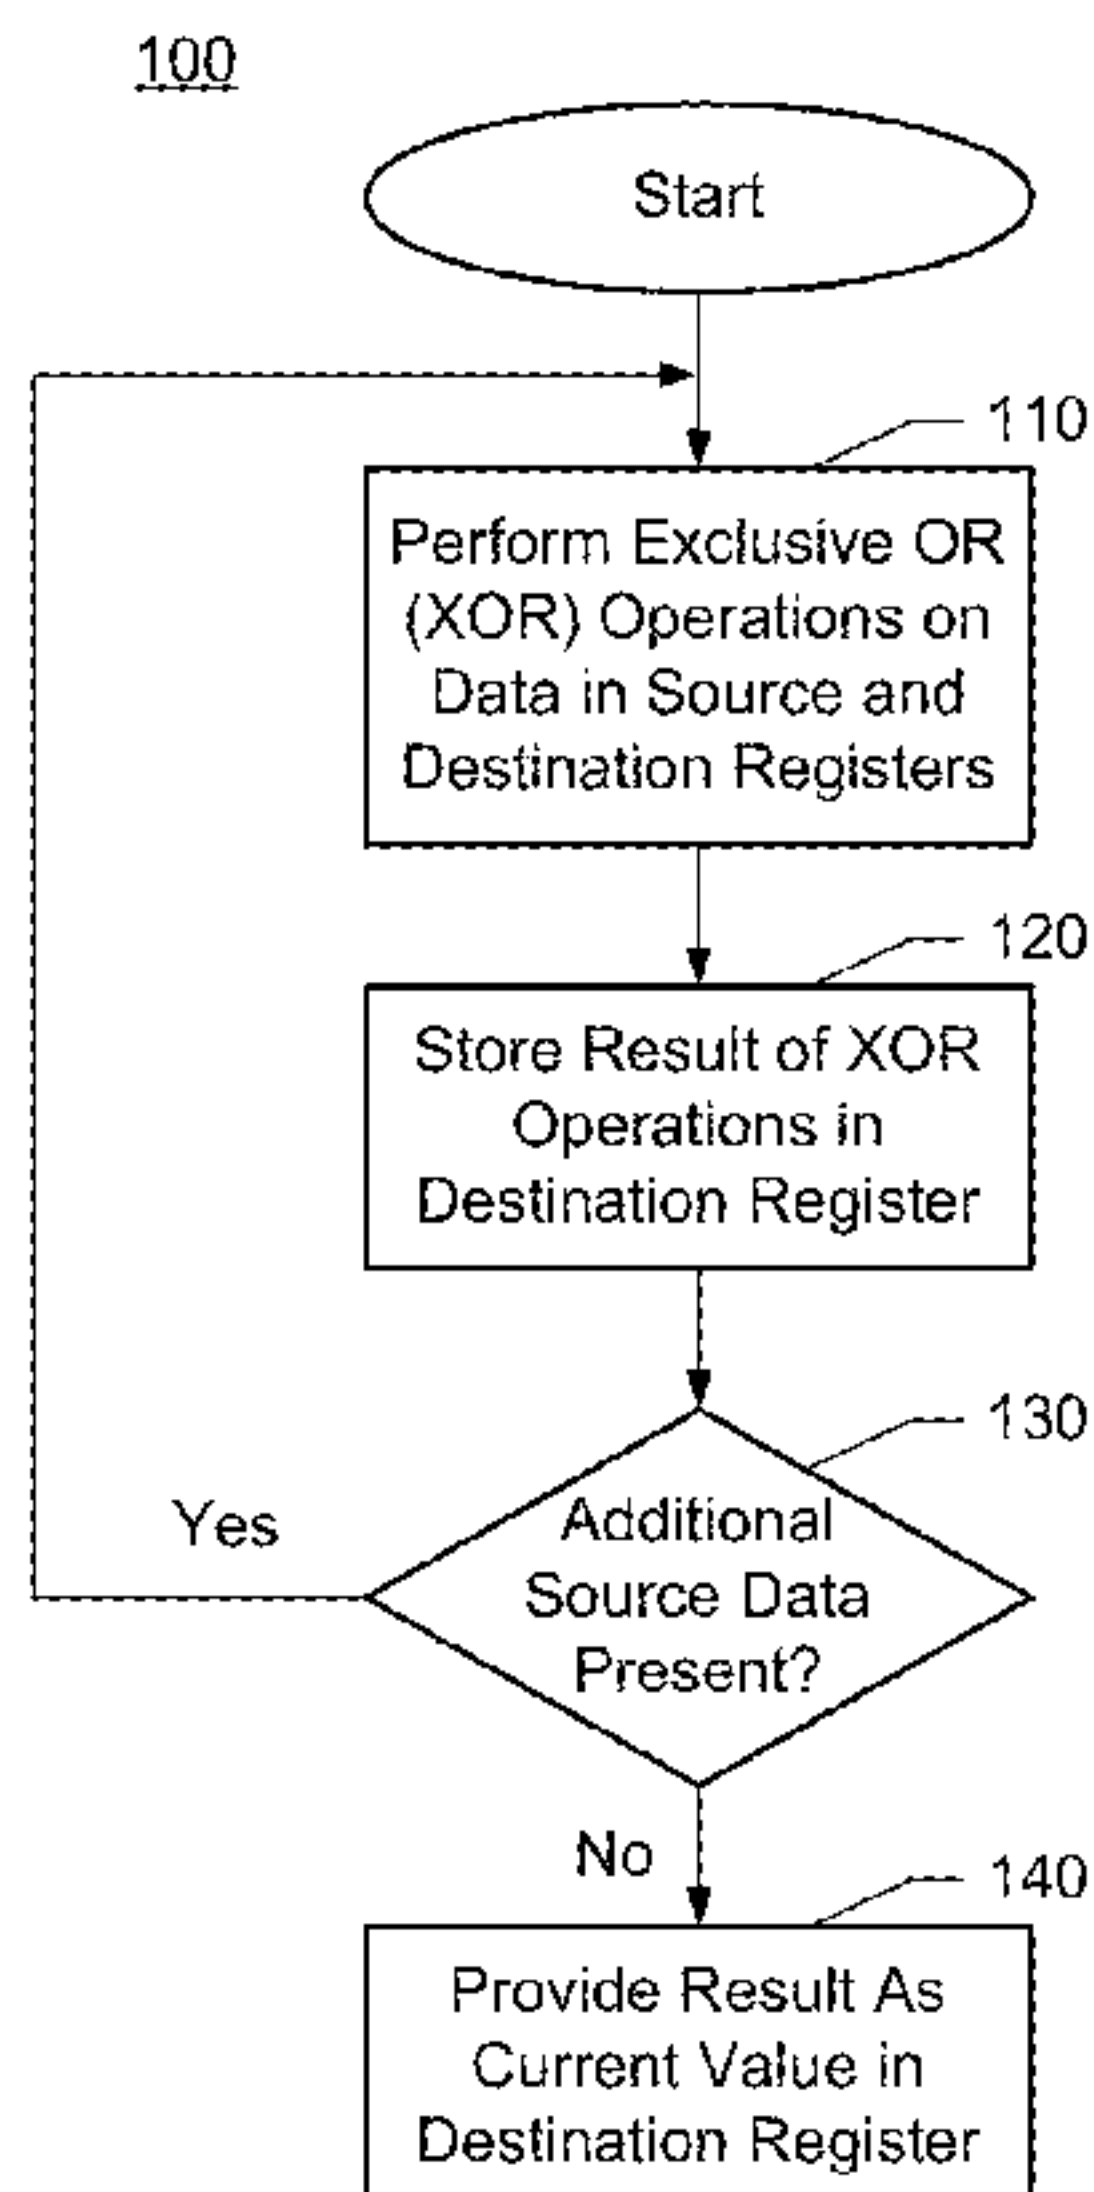 100
Start
110
Perform Exclusive OR
(XOR) Operations on
Data in Source and
Destination Registers
120
Store Result of XOR
Operations in
Destination Register
130
Additional
Source Data
Present?
Yes
No
140
Provide Result As
Current Value in
Destination Register